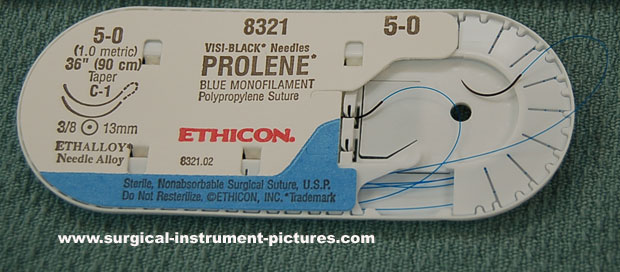 5-0
(1.0 metric)
36" (90 cm)
Taper
C-1
3/8 13mm
ETHALLOY*
Needle Alloy
8321
5-0
VISI-BLACK* Needles
PROLENE*
BLUE MONOFILAMENT
Polypropylene Suture
ETHICON.
8321.02
Sterile, Nonabsorbable Surgical Suture, U.S.P.
Do Not Resterilize. ©ETHICON, INC. *Trademark
www.surgical-instrument-pictures.com